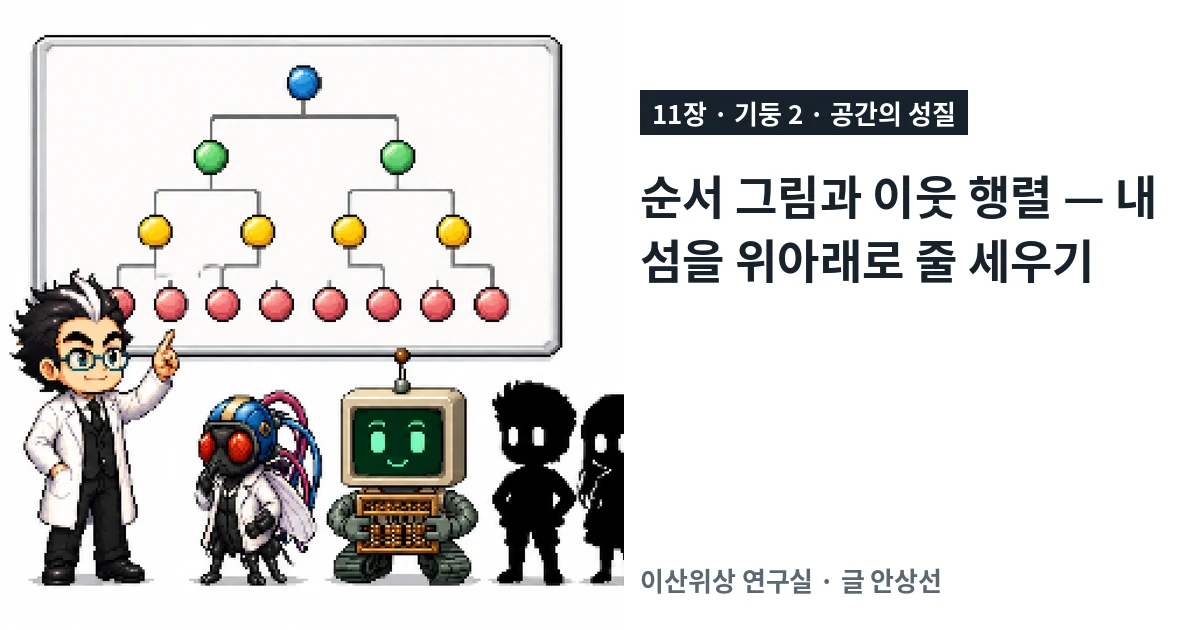 11장 · 기둥 2 · 공간의 성질
순서 그림과 이웃 행렬 — 내
섬을 위아래로 줄 세우기
이산위상 연구실 · 글 안상선